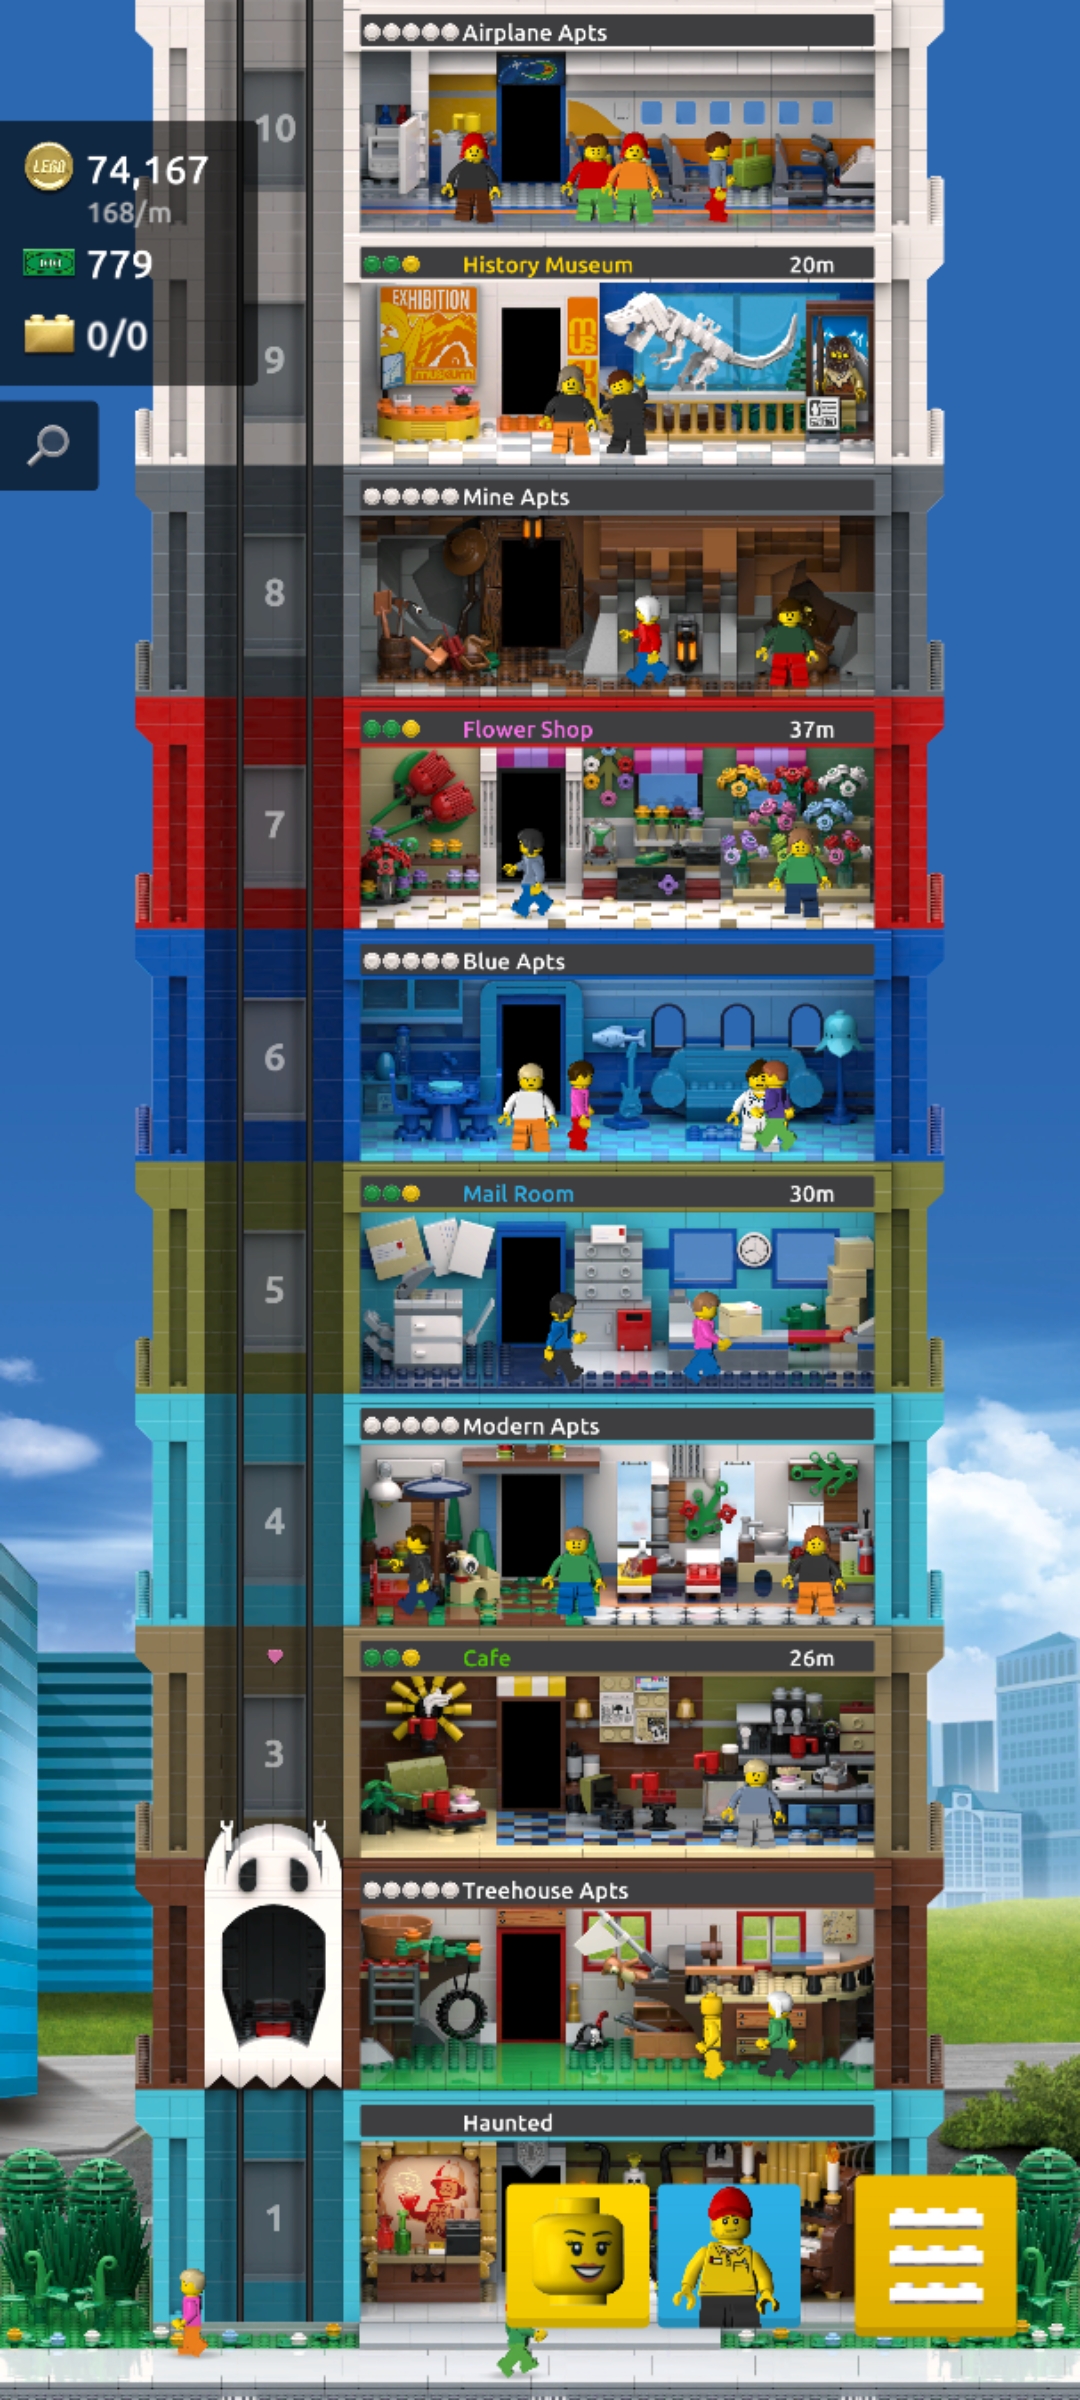 Airplane Apts
10
LEGO
74,167
168/m
779
0/0
History Museum 20m
EXHIBITION
museum
9
Mine Apts
8
Flower Shop 37m
7
Blue Apts
6
Mail Room 30m
5
Modern Apts
4
Cafe 26m
3
Treehouse Apts
Haunted
1